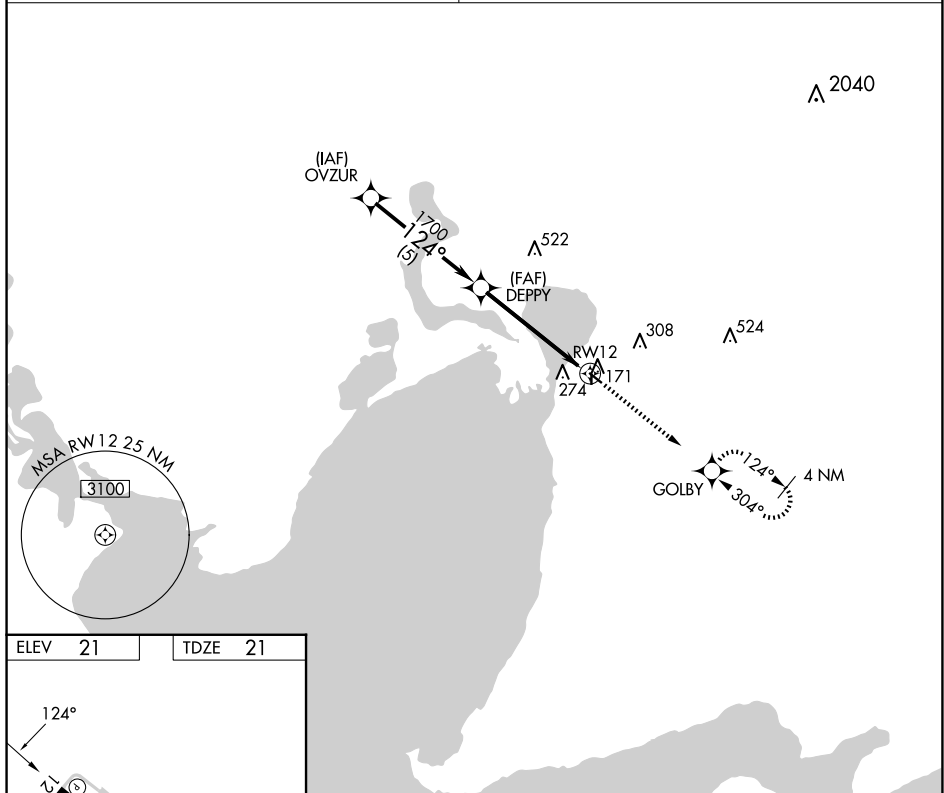 2040
(IAF)
OVZUR
1700
124°
(5)
522
(FAF)
DEPPY
308
524
RW12
171
274
GOLBY
124°
304°
4 NM
MSA RW12 25 NM
3100
ELEV 21
TDZE 21
124°
12
P